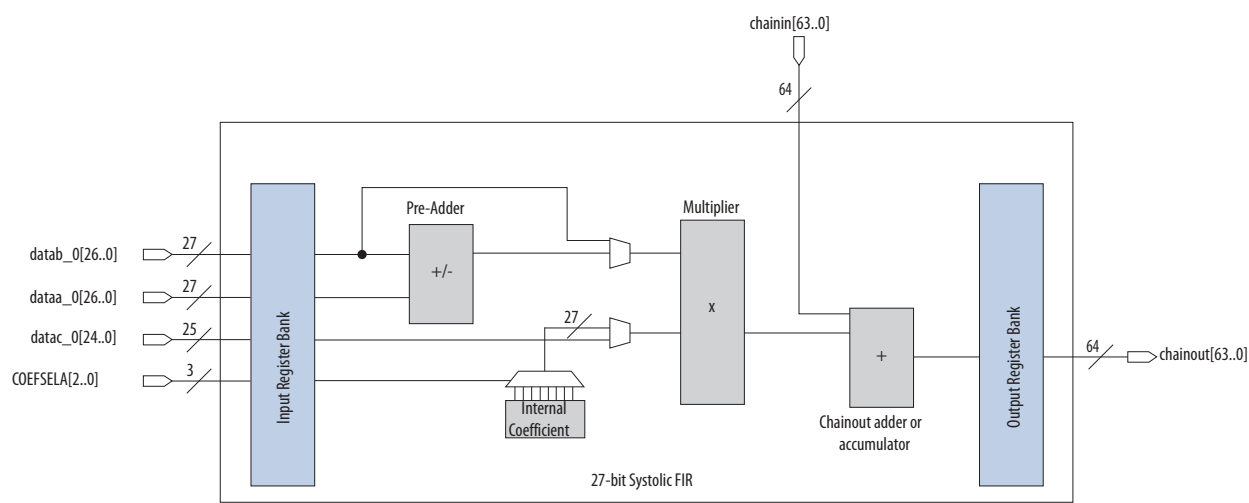 chainin[63..0]
64
Pre-Adder
Multiplier
datab_0[26..0]
27
+/-
dataa_0[26..0]
27
x
datac_0[24..0]
25
27
COEFSELA[2..0]
3
Input Register Bank
Internal
Coefficient
+
Chainout adder or
accumulator
Output Register Bank
64
chainout[63..0]
27-bit Systolic FIR